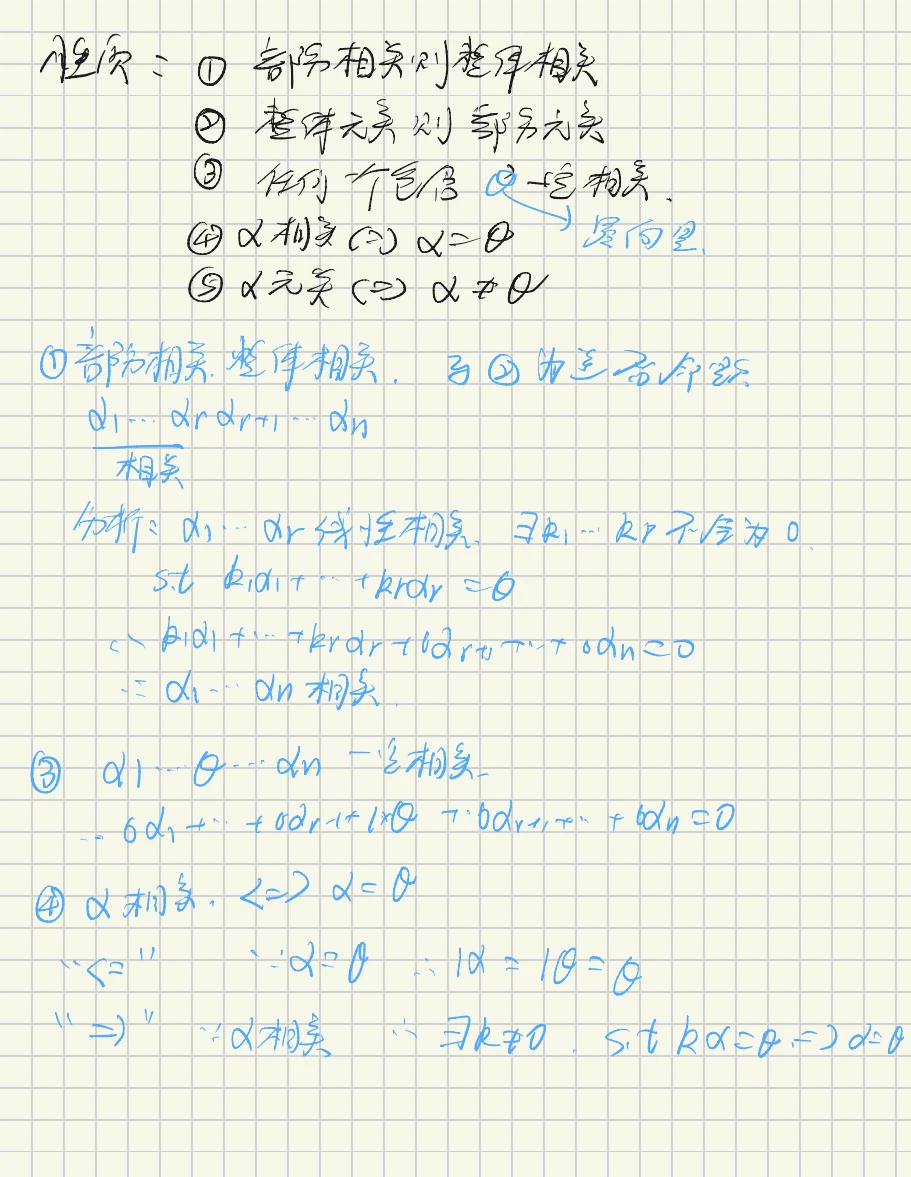 性质：① 部份相关则整体相关
② 整体无关则部份无关
③ 任何一个包含 θ 一定相关.
零向量.
④ α 相关 <=> α=θ
⑤ α 无关 <=> α≠θ
① 部份相关. 整体相关. 与②为逆否命题
α1 … αr αr+1 … αn
相关
分析：α1 … αr 线性相关. ∃k1 … kr 不全为0.
s.t k1α1+ … +krαr =θ
∴ k1α1+…+krαr+0αr+1+…+0αn=0
∴ α1 … αn 相关.
③ α1 … θ … αn 一定相关.
∴ 0α1+…+0αr-1+1×θ+0αr+1+…+0αn=0
④ α 相关. <=> α=θ
“<=” ∵α=θ ∴1α=1θ=θ
“=>” ∵α相关 ∴∃k≠0. s.t kα=θ.=>α=θ